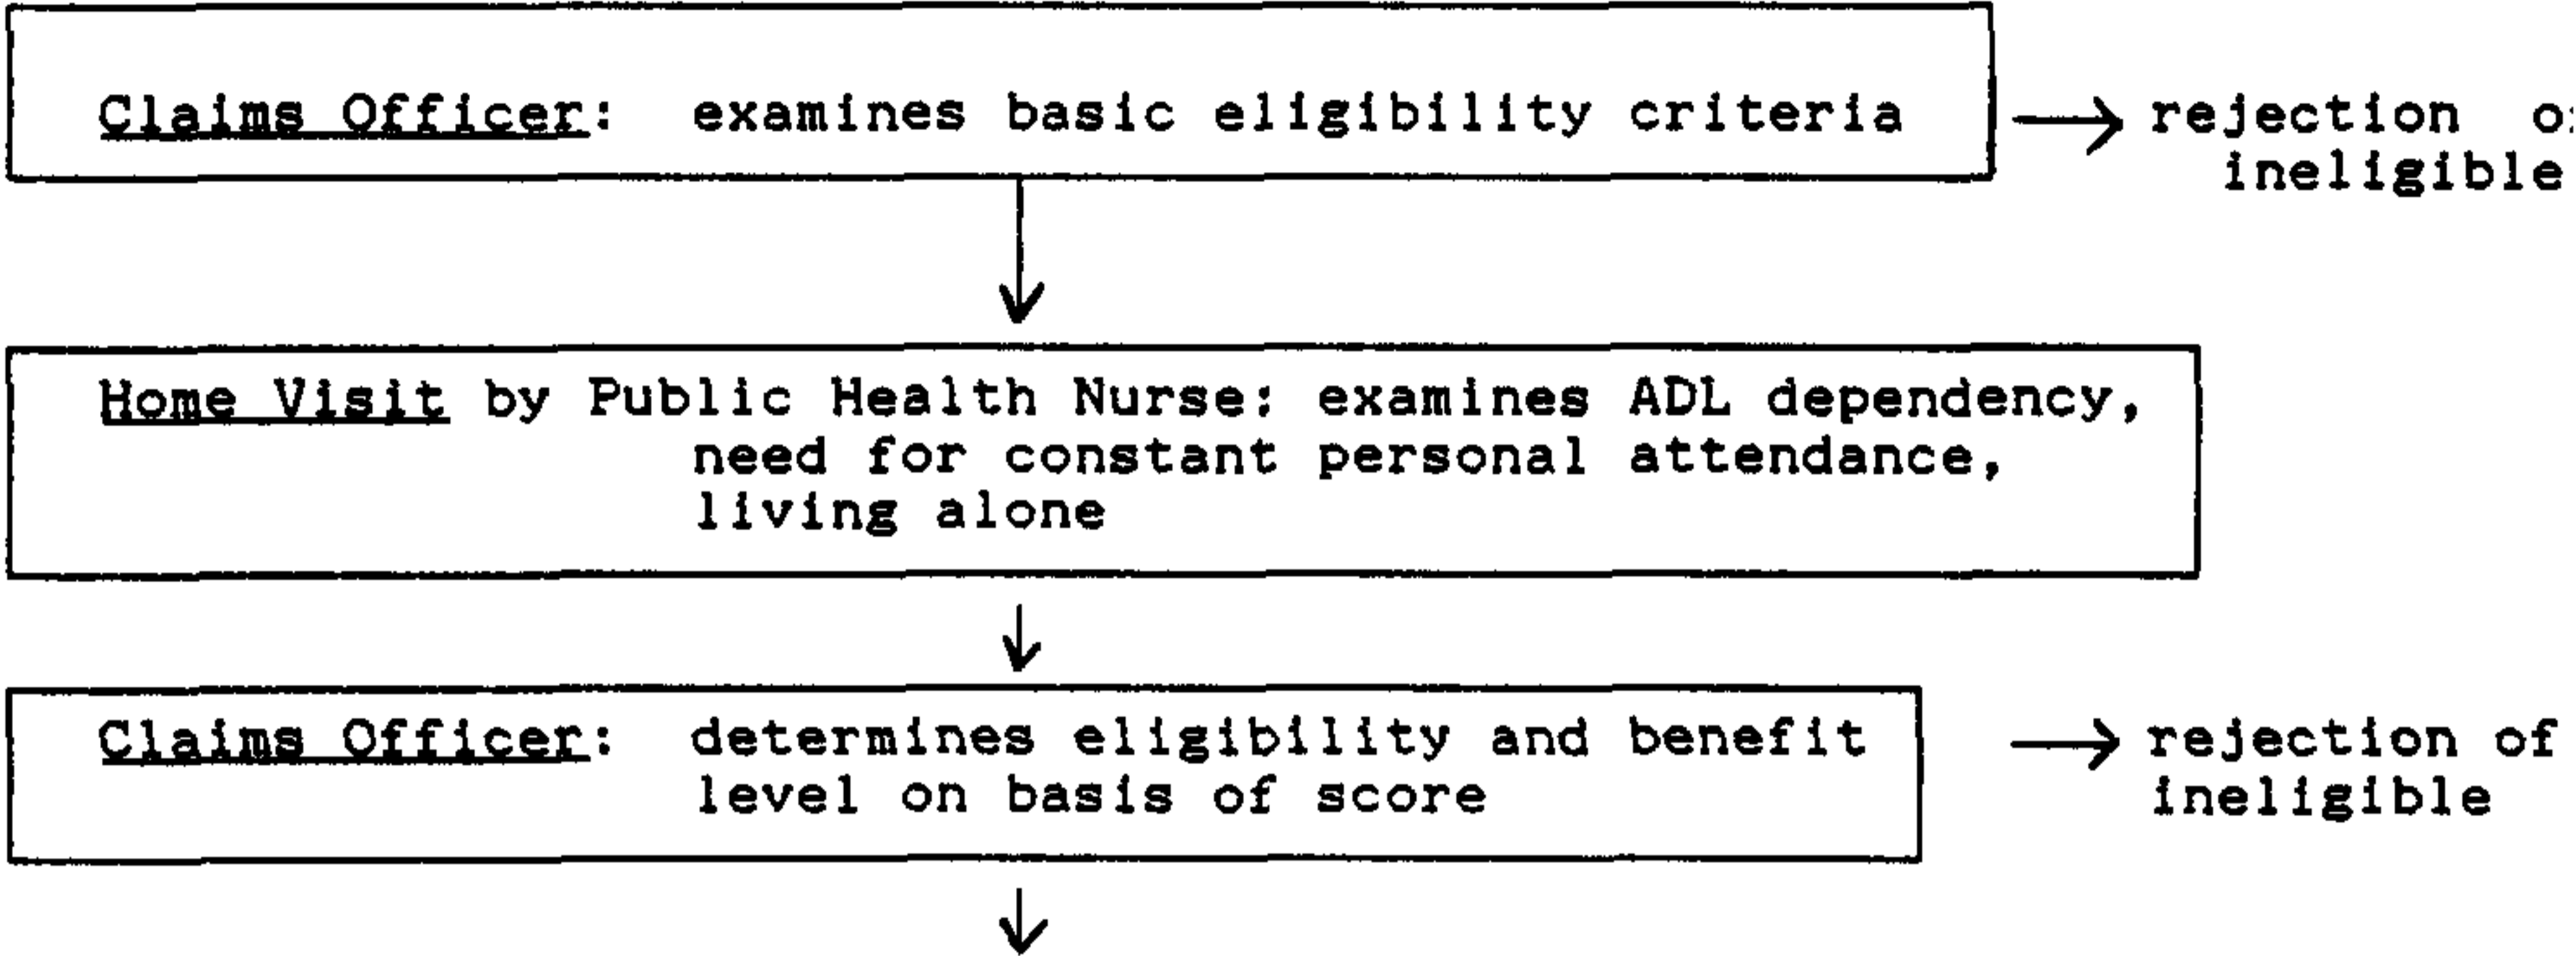 Claims Officer: examines basic eligibility criteria → rejection
ineligible
Home Visit by Public Health Nurse: examines ADL dependency,
need for constant personal attendance,
living alone
Claims Officer: determines eligibility and benefit → rejection of
level on basis of score ineligible